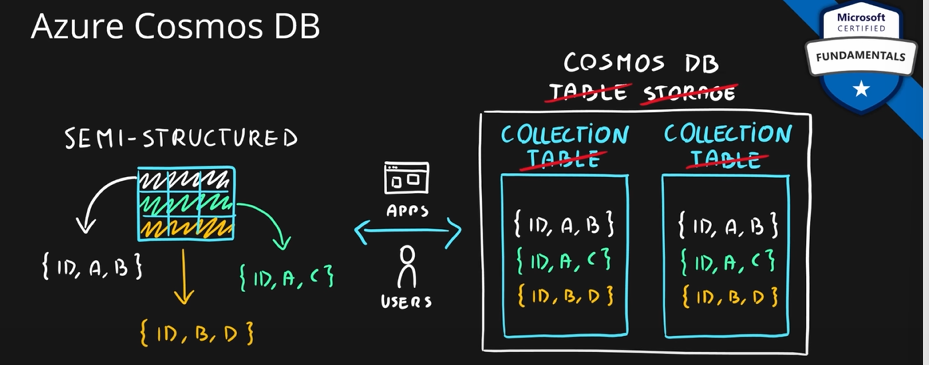 Azure Cosmos DB
Microsoft
CERTIFIED
FUNDAMENTALS
COSMOS DB
TABLE STORAGE
SEMI-STRUCTURED
COLLECTION
TABLE
COLLECTION
TABLE
APPS
USERS
{ID, A, B}
{ID, A, C}
{ID, B, D}
{ID, A, B}
{ID, A, C}
{ID, B, D}
{ID, A, B}
{ID, A, C}
{ID, B, D}